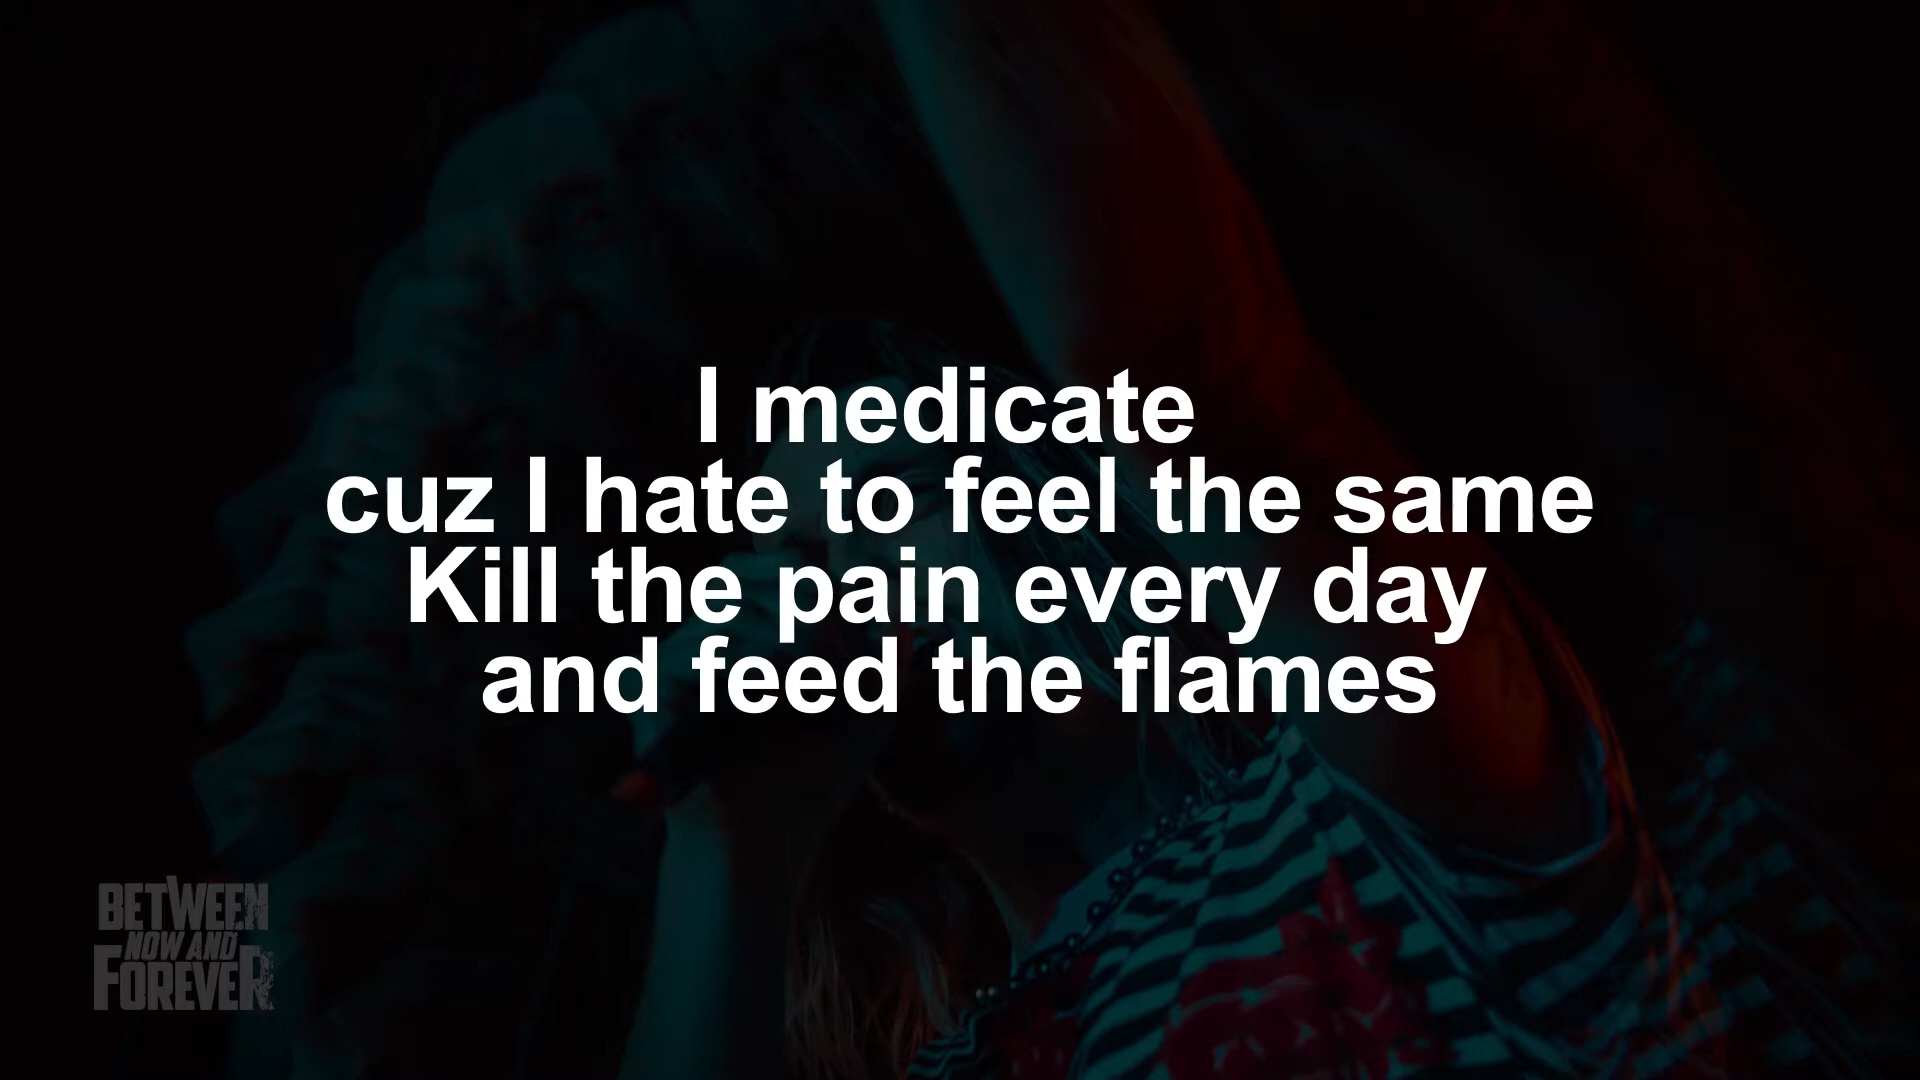 I medicate
cuz I hate to feel the same
Kill the pain every day
and feed the flames
BETWEEN
NOW AND
FOREVER